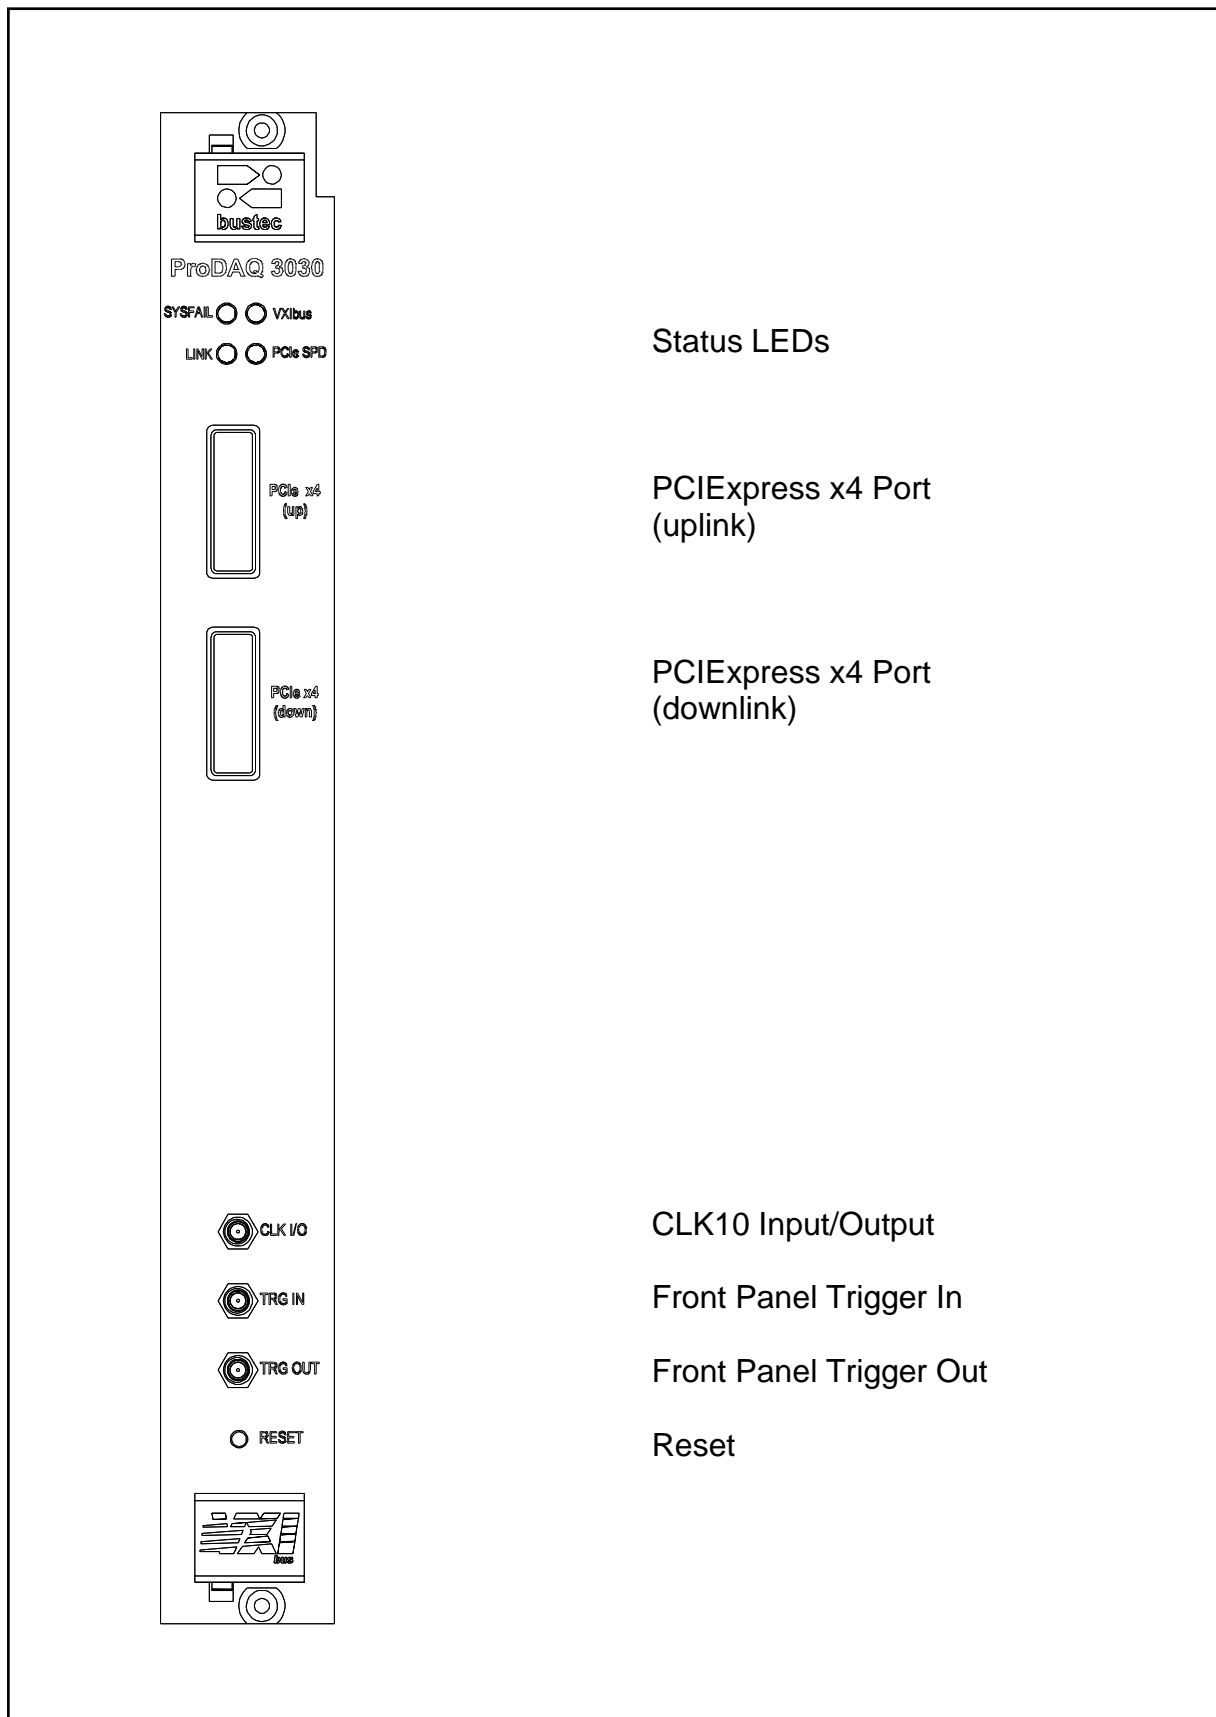 bustec
ProDAQ 3030
SYSFAIL VXIbus
LINK PCIe SPD
Status LEDs
PCIe x4
(up)
PCIExpress x4 Port
(uplink)
PCIe x4
(down)
PCIExpress x4 Port
(downlink)
CLK I/O
CLK10 Input/Output
TRG IN
Front Panel Trigger In
TRG OUT
Front Panel Trigger Out
RESET
Reset
VXI
bus